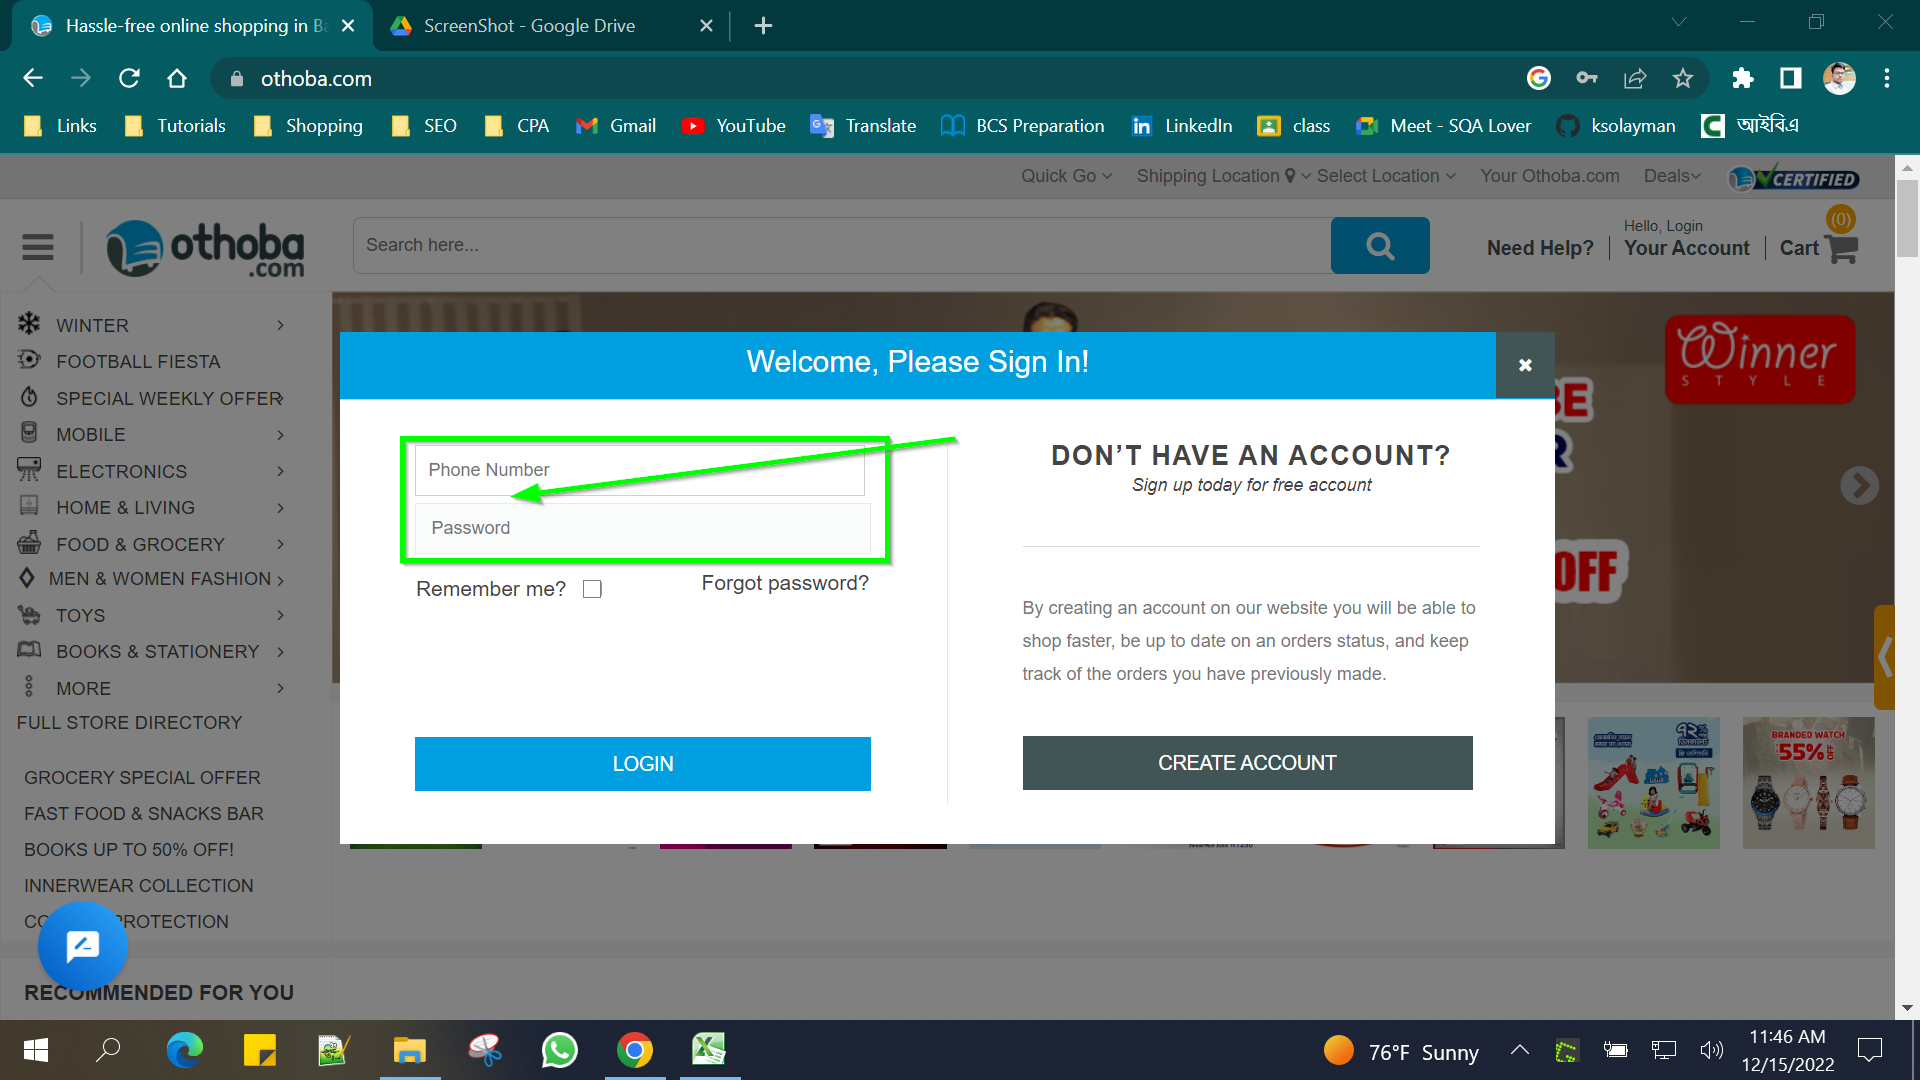 Hassle-free online shopping in Ba
ScreenShot - Google Drive
othoba.com
Links
Tutorials
Shopping
SEO
CPA
Gmail
YouTube
Translate
BCS Preparation
LinkedIn
class
Meet - SQA Lover
ksolayman
আইবিএ
Quick Go
Shipping Location
Select Location
Your Othoba.com
Deals
CERTIFIED
othoba
.com
Search here...
Need Help?
Hello, Login
Your Account
Cart
(0)
WINTER
FOOTBALL FIESTA
SPECIAL WEEKLY OFFER
MOBILE
ELECTRONICS
HOME & LIVING
FOOD & GROCERY
MEN & WOMEN FASHION
TOYS
BOOKS & STATIONERY
MORE
FULL STORE DIRECTORY
GROCERY SPECIAL OFFER
FAST FOOD & SNACKS BAR
BOOKS UP TO 50% OFF!
INNERWEAR COLLECTION
PROTECTION
RECOMMENDED FOR YOU
Winner
STYLE
OFF
Welcome, Please Sign In!
Phone Number
Password
Remember me?
Forgot password?
LOGIN
DON’T HAVE AN ACCOUNT?
Sign up today for free account
By creating an account on our website you will be able to
shop faster, be up to date on an orders status, and keep
track of the orders you have previously made.
CREATE ACCOUNT
৭২%
BRANDED WATCH
55% OFF
76°F Sunny
11:46 AM
12/15/2022